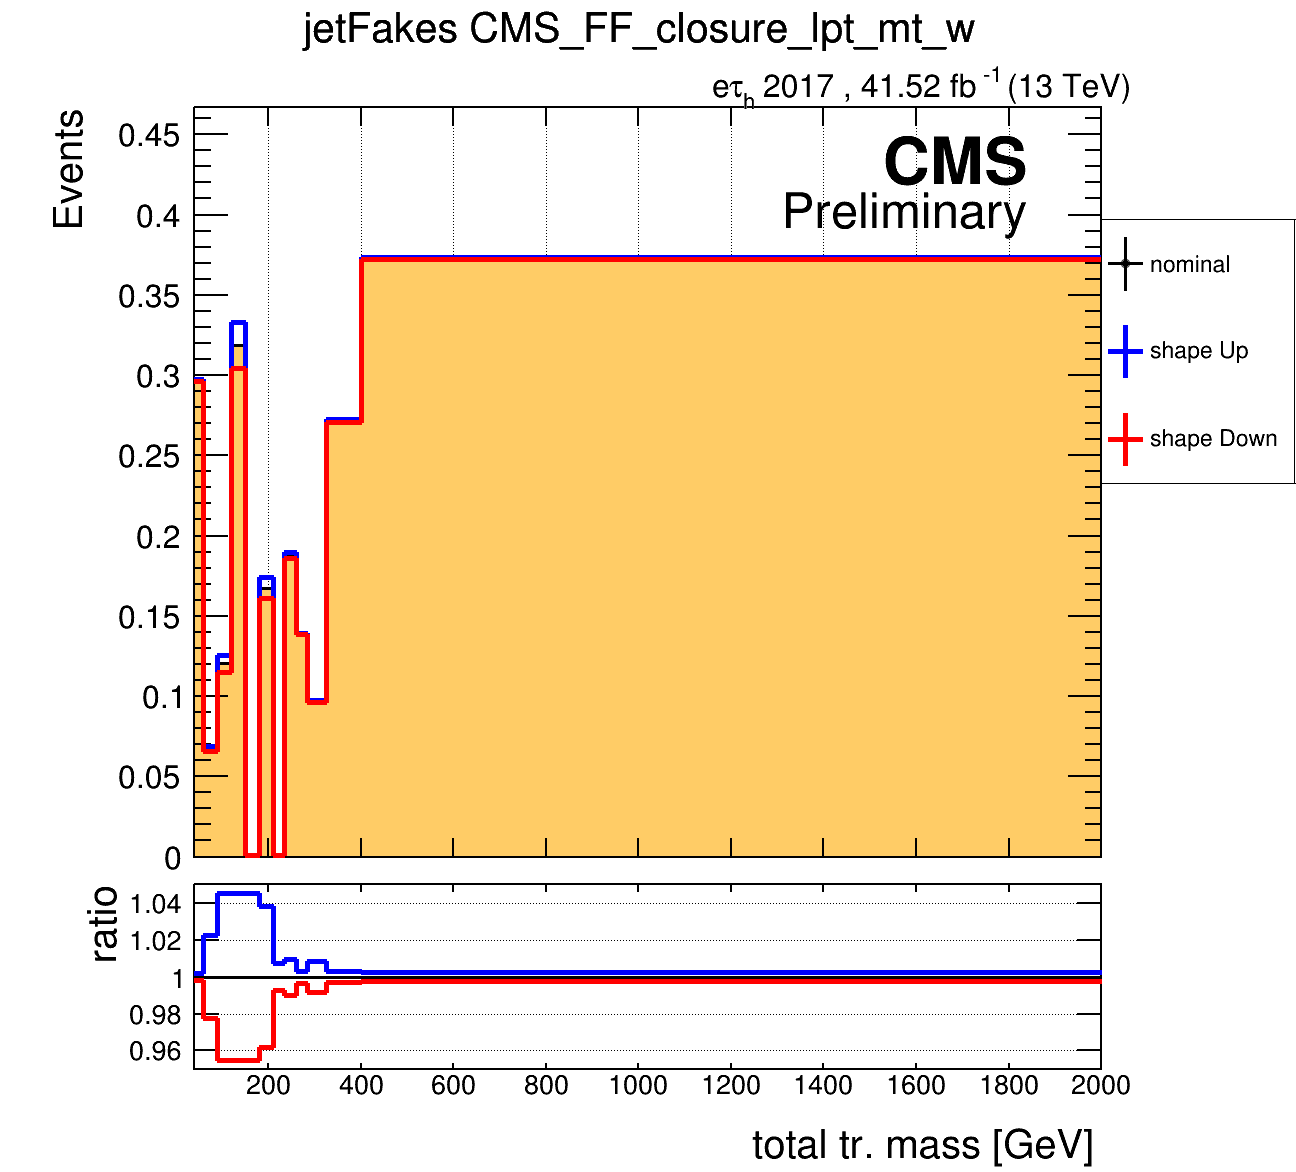 jetFakes CMS_FF_closure_lpt_mt_w
eτh 2017 , 41.52 fb-1 (13 TeV)
Events
0.45
0.4
0.35
0.3
0.25
0.2
0.15
0.1
0.05
0
CMS
Preliminary
nominal
shape Up
shape Down
ratio
1.04
1.02
1
0.98
0.96
200 400 600 800 1000 1200 1400 1600 1800 2000
total tr. mass [GeV]